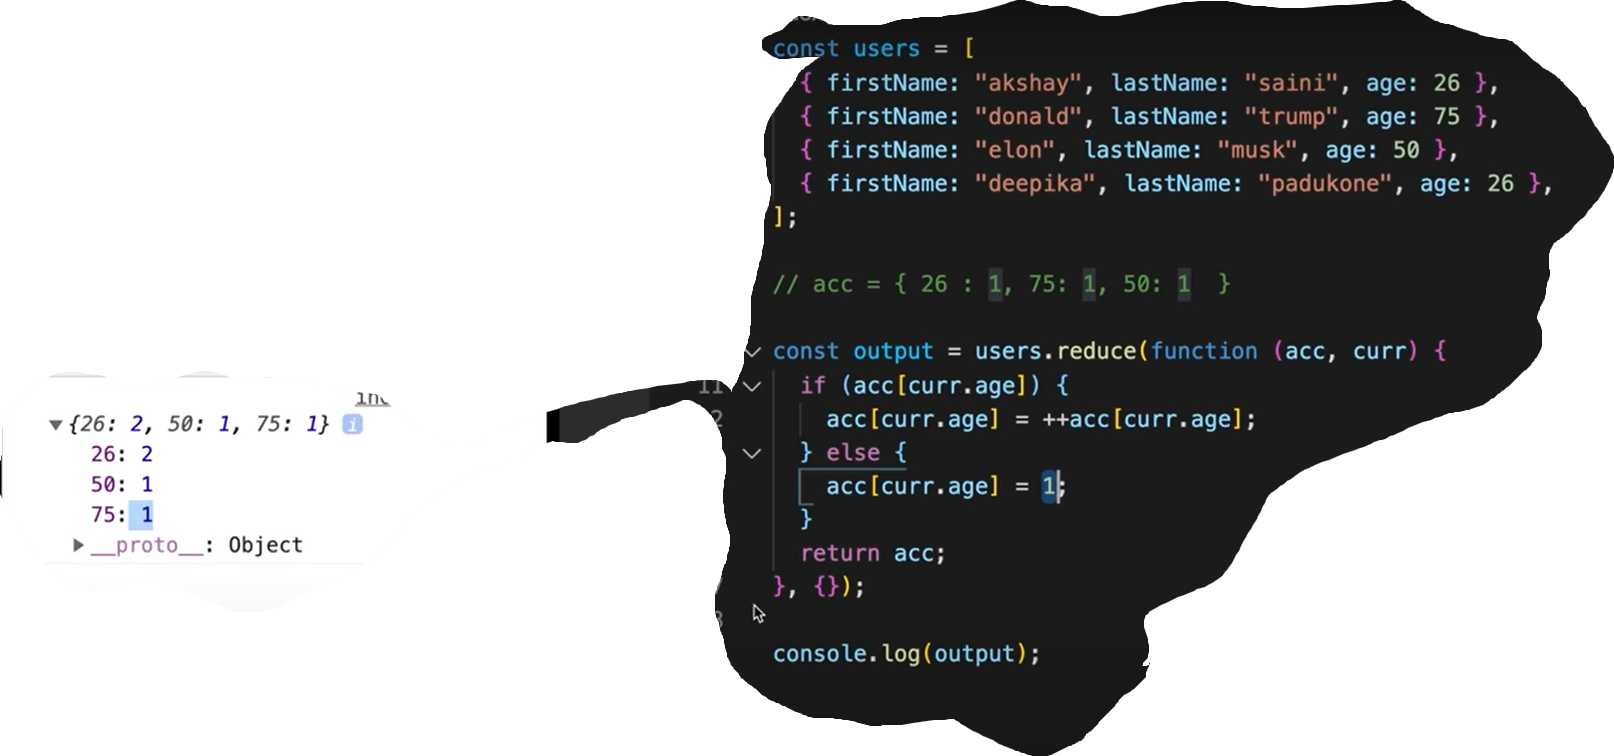 const users = [
{ firstName: "akshay", lastName: "saini", age: 26 },
{ firstName: "donald", lastName: "trump", age: 75 },
{ firstName: "elon", lastName: "musk", age: 50 },
{ firstName: "deepika", lastName: "padukone", age: 26 },
];
// acc = { 26 : 1, 75: 1, 50: 1 }
const output = users.reduce(function (acc, curr) {
11 if (acc[curr.age]) {
2 acc[curr.age] = ++acc[curr.age];
} else {
acc[curr.age] = 1;
}
return acc;
}, {});
console.log(output);
{26: 2, 50: 1, 75: 1} i
26: 2
50: 1
75: 1
__proto__: Object